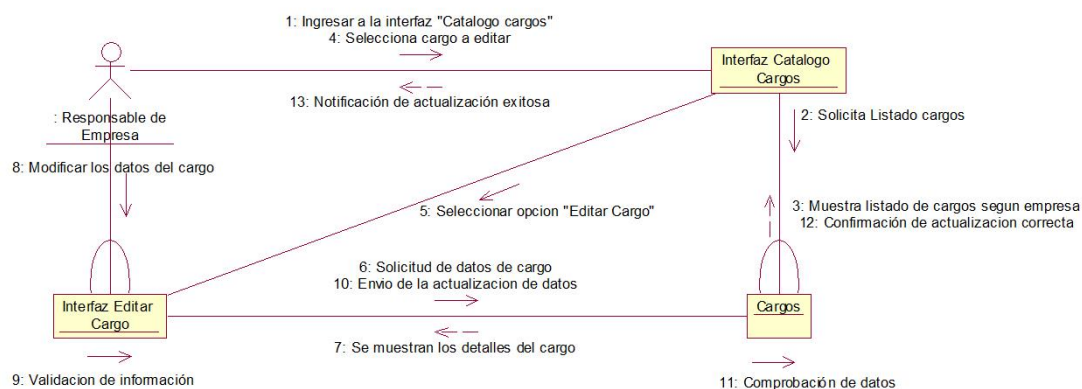 1: Ingresar a la interfaz "Catalogo cargos"
4: Selecciona cargo a editar
Interfaz Catalogo
Cargos
13: Notificación de actualización exitosa
: Responsable de
Empresa
2: Solicita Listado cargos
8: Modificar los datos del cargo
5: Seleccionar opcion "Editar Cargo"
3: Muestra listado de cargos segun empresa
12: Confirmación de actualizacion correcta
6: Solicitud de datos de cargo
10: Envio de la actualizacion de datos
Interfaz Editar
Cargo
Cargos
7: Se muestran los detalles del cargo
9: Validacion de información
11: Comprobación de datos